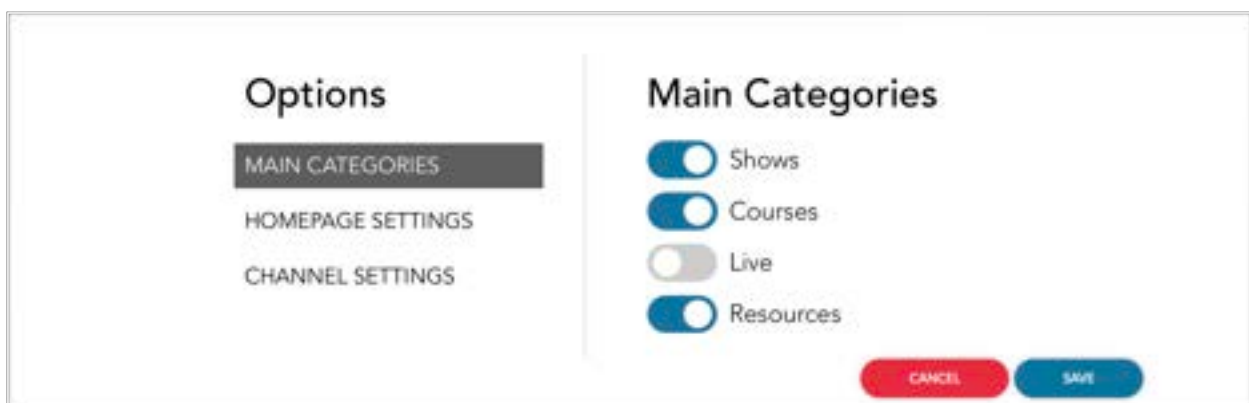 Options
MAIN CATEGORIES
HOMEPAGE SETTINGS
CHANNEL SETTINGS
Main Categories
Shows
Courses
Live
Resources
CANCEL
SAVE